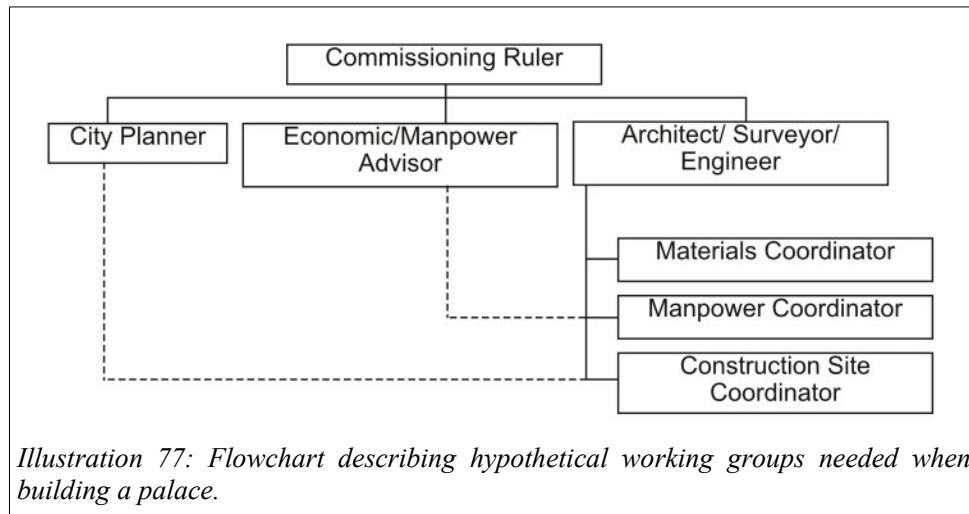 Commissioning Ruler
City Planner
Economic/Manpower
Advisor
Architect/ Surveyor/
Engineer
Materials Coordinator
Manpower Coordinator
Construction Site
Coordinator
Illustration 77: Flowchart describing hypothetical working groups needed when
building a palace.